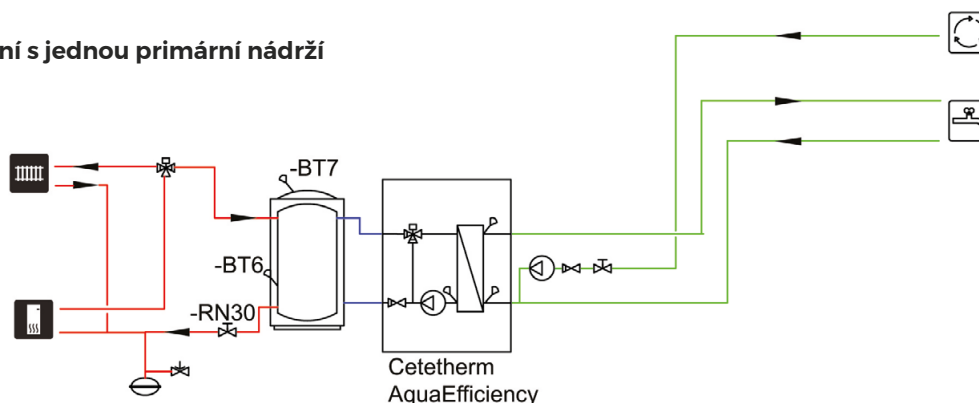 ní s jednou primární nádrží
-BT7
-BT6
-RN30
Cetetherm
AquaEfficiency